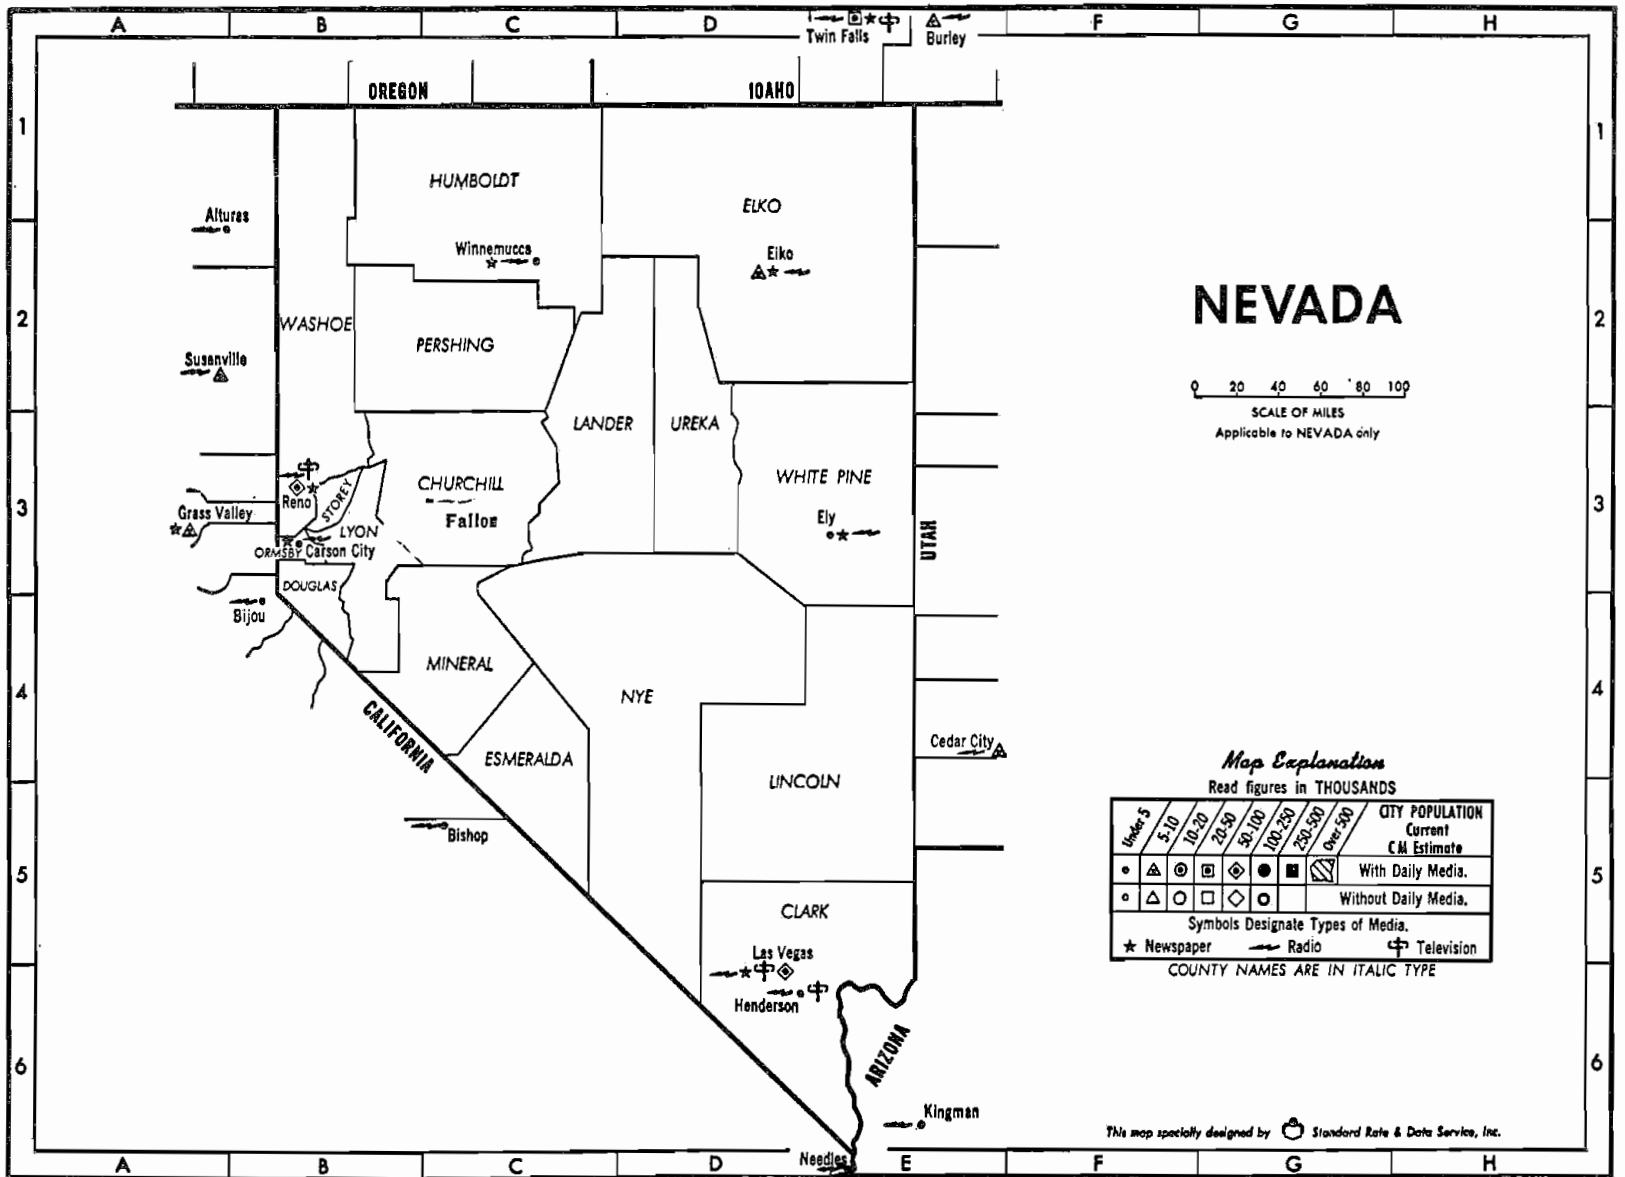 A B C D F G H
Twin Falls
Burley
OREGON
IDAHO
1 1
HUMBOLDT
ELKO
Alturas
Winnemucca
Elko
NEVADA
2 2
WASHOE
PERSHING
Susanville
0 20 40 60 80 100
SCALE OF MILES
Applicable to NEVADA only
LANDER
UREKA
WHITE PINE
CHURCHILL
STOREY
Reno
3 3
Grass Valley
Fallon
Ely
LYON
UTAH
ORMSBY Carson City
DOUGLAS
Bijou
MINERAL
4 4
NYE
CALIFORNIA
Cedar City
ESMERALDA
LINCOLN
Map Explanation
Read figures in THOUSANDS
Under 5 5-10 10-20 20-50 50-100 100-250 250-500 Over 500
CITY POPULATION
Current
CM Estimate
With Daily Media.
Without Daily Media.
Symbols Designate Types of Media.
Newspaper Radio Television
COUNTY NAMES ARE IN ITALIC TYPE
Bishop
5 5
CLARK
Las Vegas
Henderson
ARIZONA
6 6
Kingman
This map specially designed by Standard Rate & Data Service, Inc.
Needles
A B C D E F G H